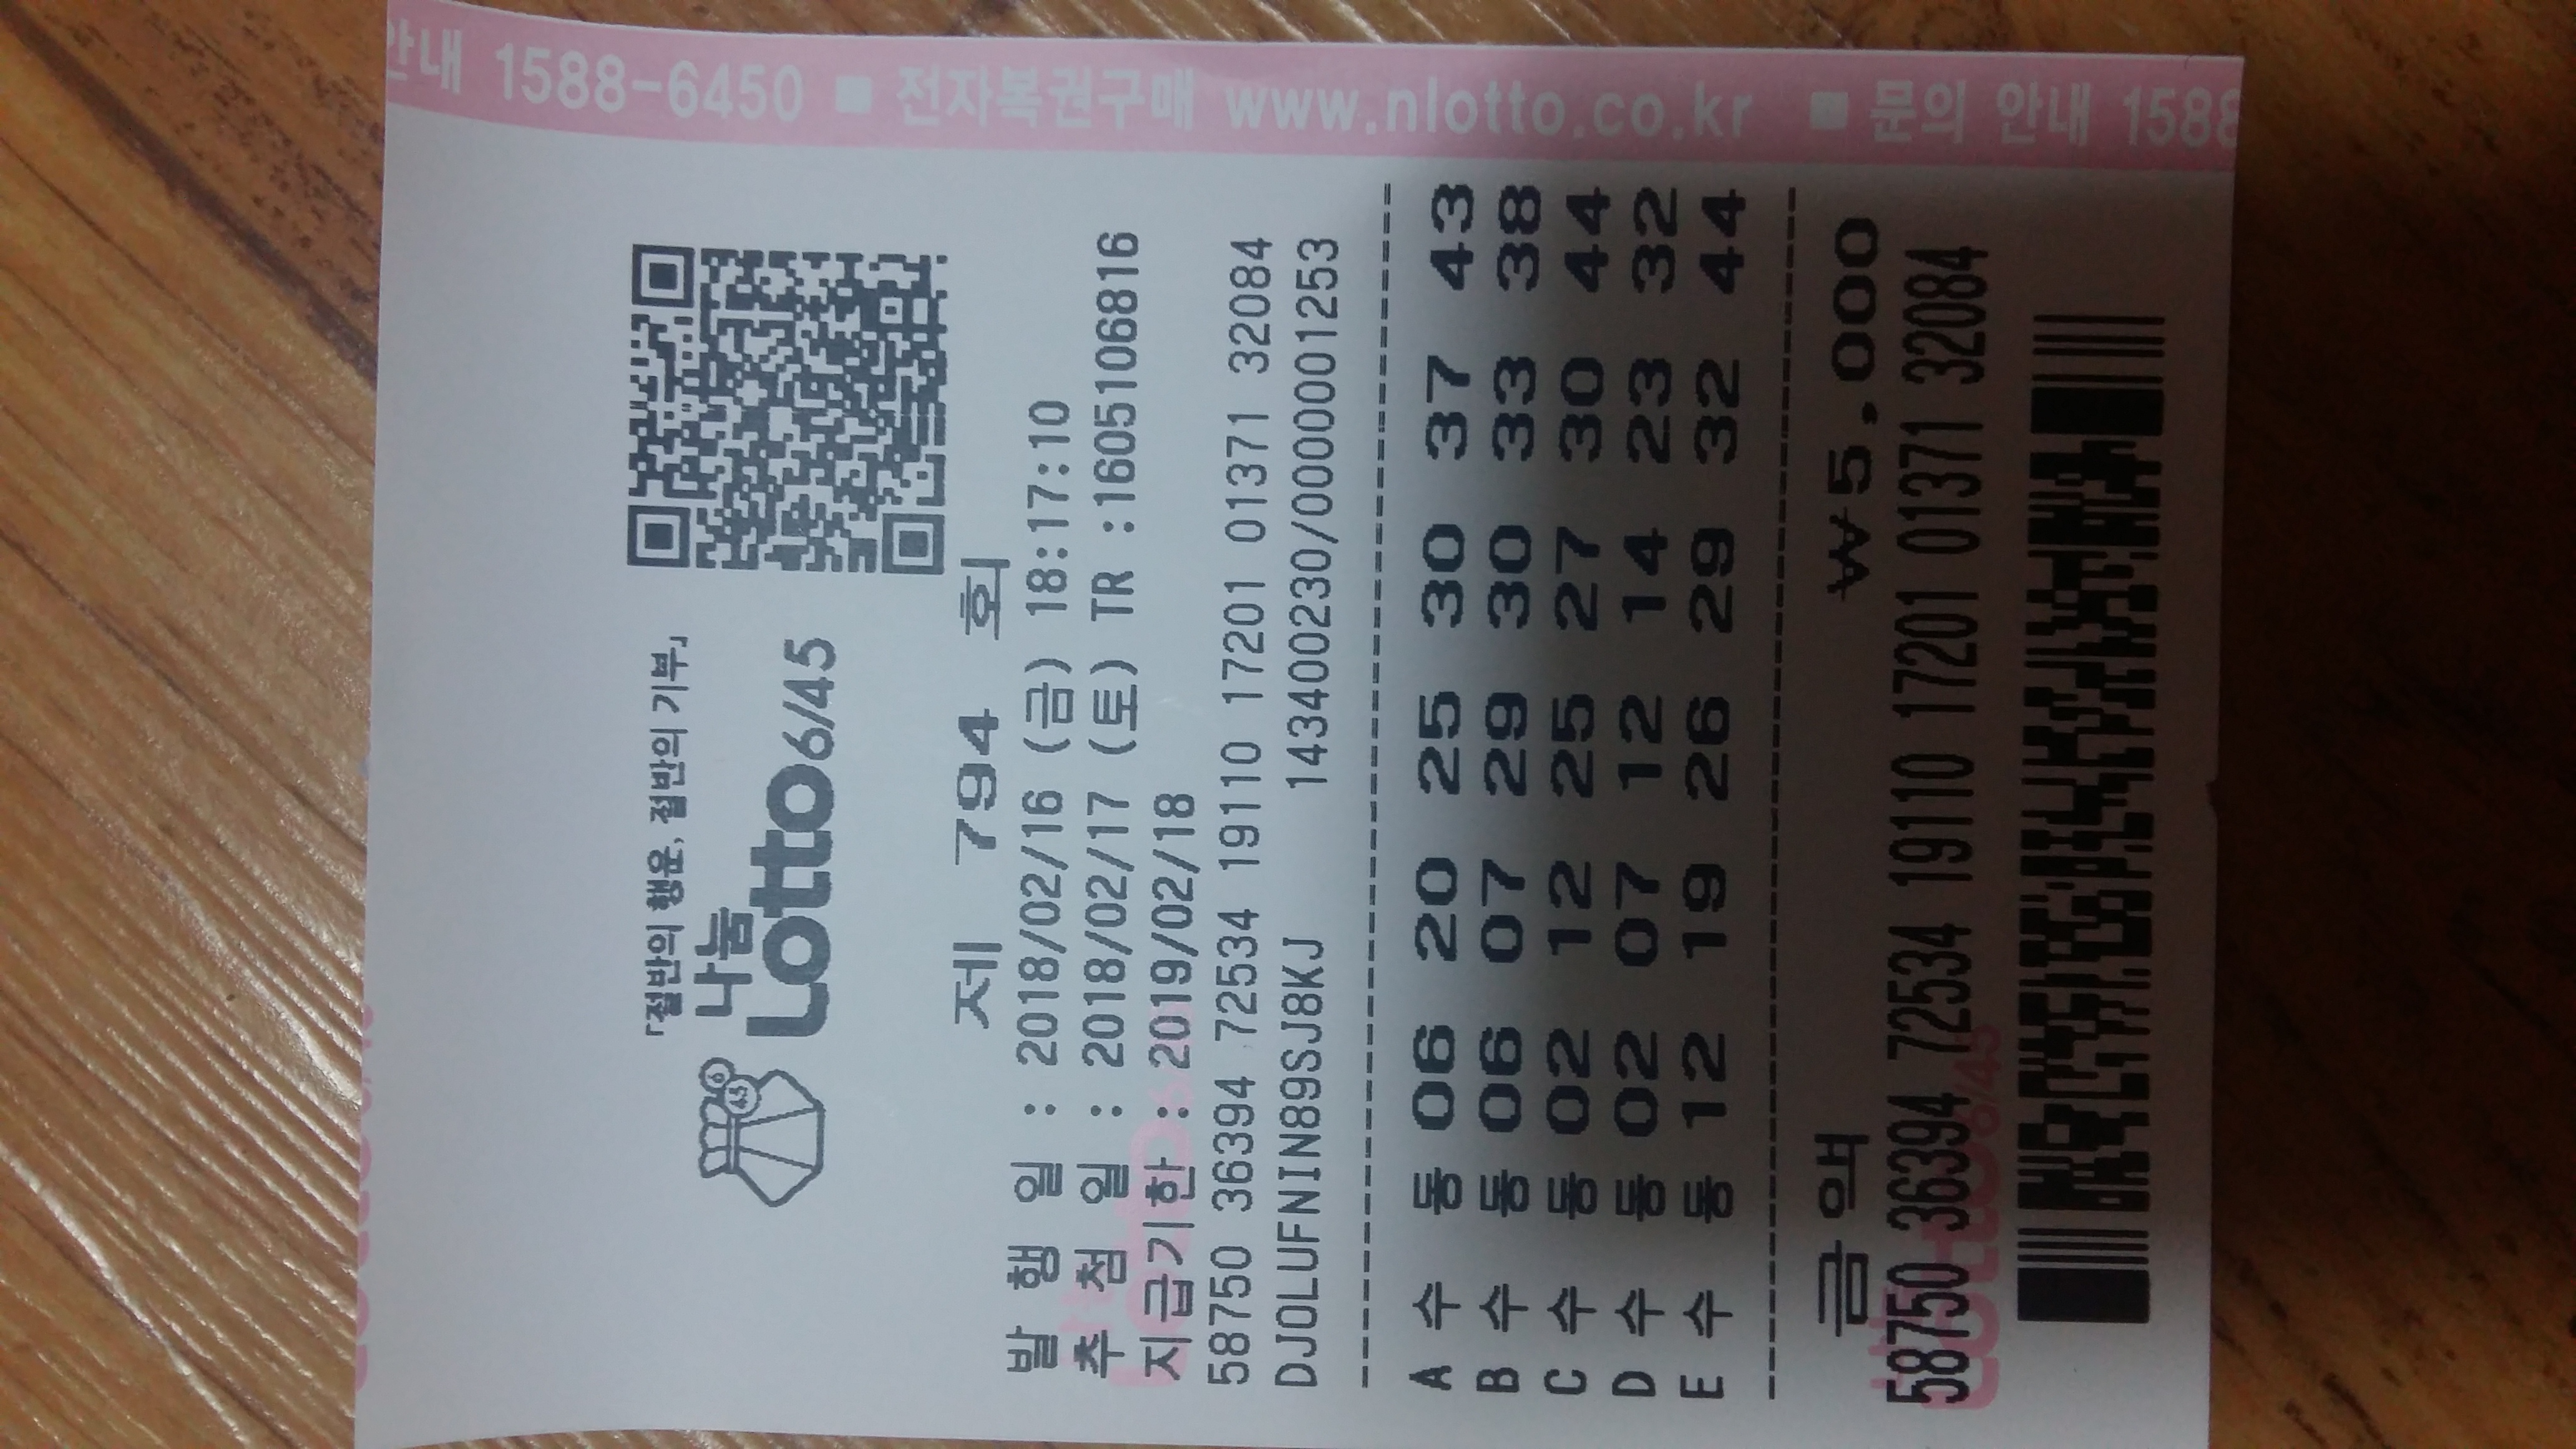 「절반의 행운, 절반의 기부」
나눔
Lotto6/45
제 794 회
발 행 일 : 2018/02/16 (금) 18:17:10
추 첨 일 : 2018/02/17 (토) TR :160510​6816
지급기한 : 2019/02/18
58750 36394 72534 19110 17201 01371 32084
DJOLUFNIN89SJ8KJ 143400230/0000001253
A 수 동 06 20 25 30 37 43
B 수 동 06 07 29 30 33 38
C 수 동 02 12 25 27 30 44
D 수 동 02 07 12 14 23 32
E 수 동 12 19 26 29 32 44
금 액 ₩5,000
58750 36394 72534 19110 17201 01371 32084
안내 1588-6450 ■ 전자복권구매 www.nlotto.co.kr ■ 문의 안내 1588